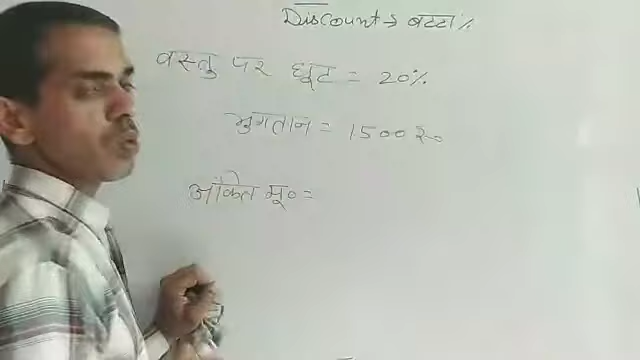 Discount → बट्टा%
वस्तु पर छूट = 20%
भुगतान = 1500 रु०
अंकित मू० =